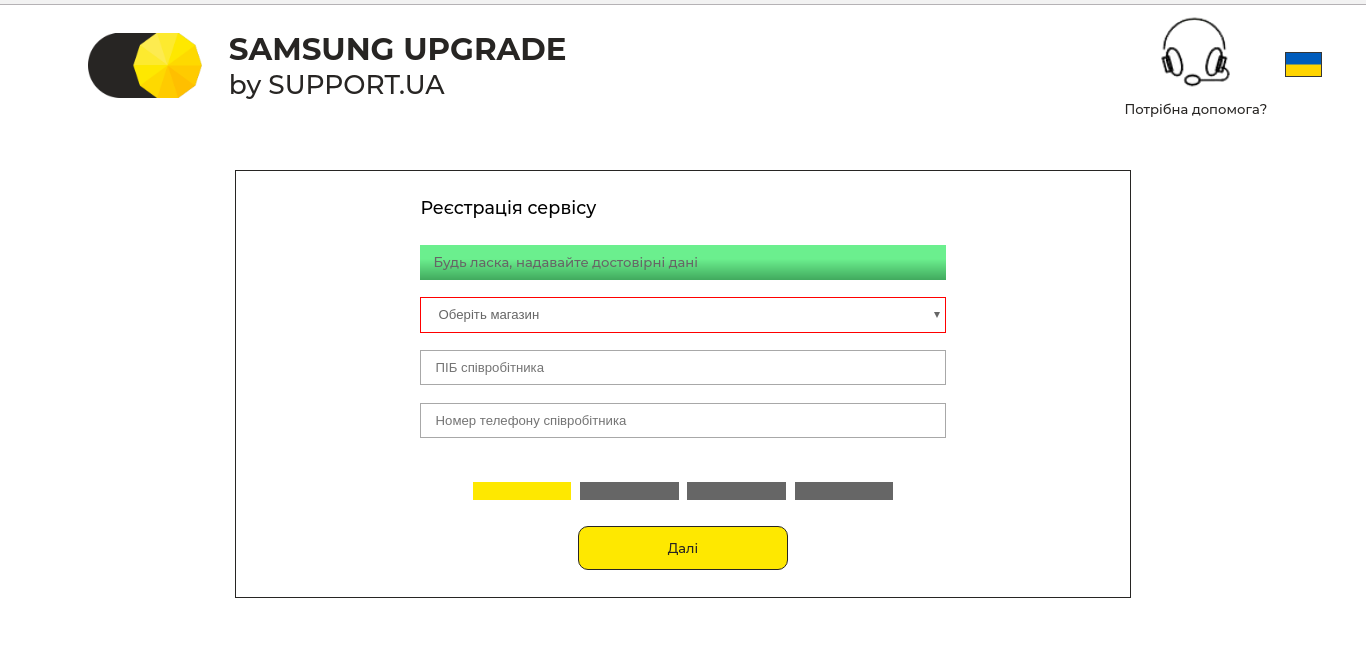 SAMSUNG UPGRADE
by SUPPORT.UA
Потрібна допомога?
Реєстрація сервісу
Будь ласка, надавайте достовірні дані
Оберіть магазин
ПІБ співробітника
Номер телефону співробітника
Далі